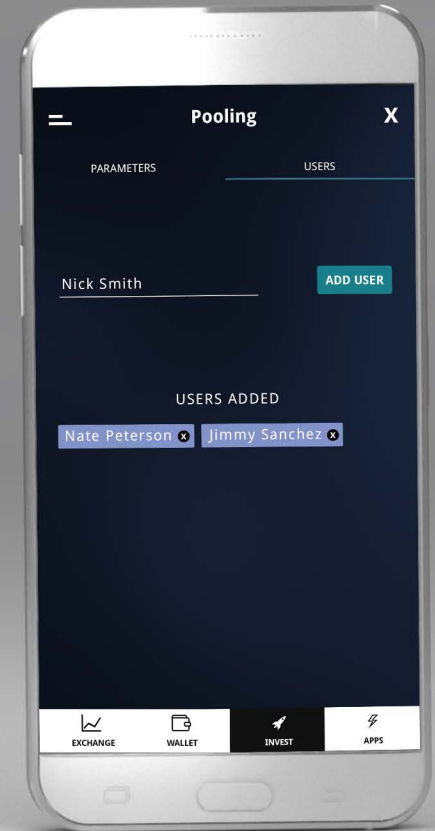 Pooling X
PARAMETERS USERS
Nick Smith ADD USER
USERS ADDED
Nate Peterson x Jimmy Sanchez x
EXCHANGE WALLET INVEST APPS